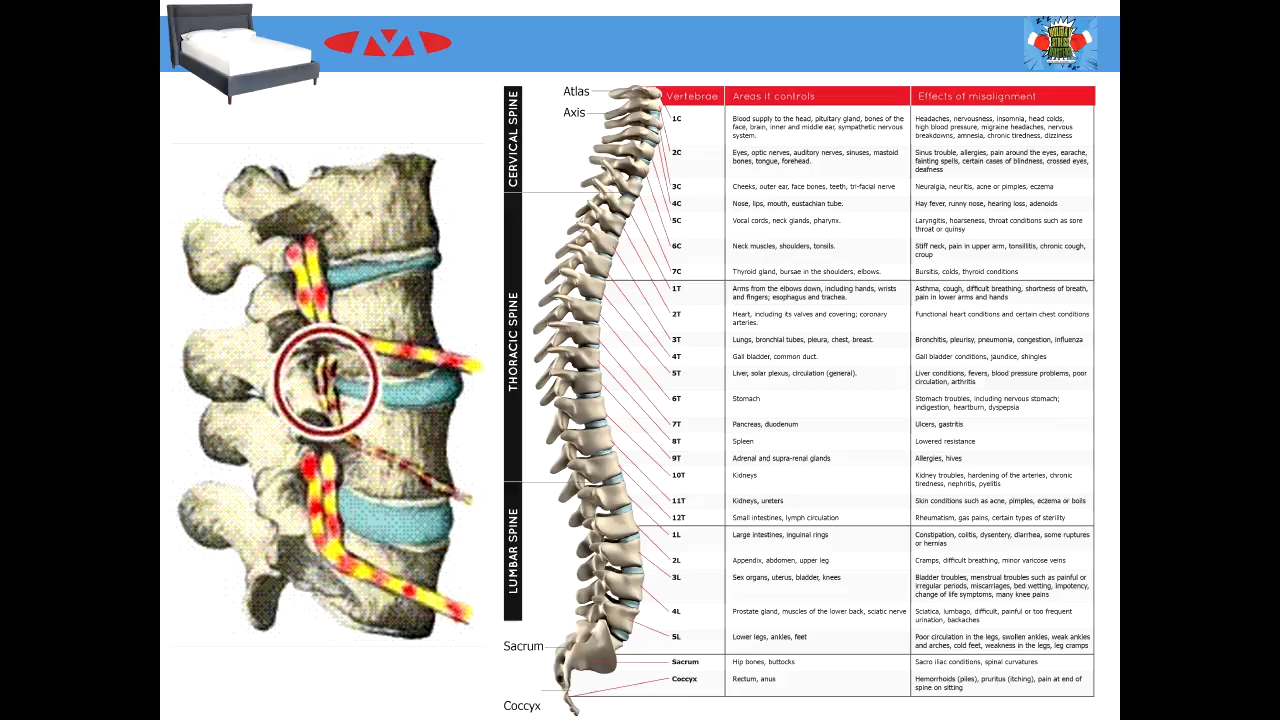 MOLINA'S
STRESS
BUSTERS
CERVICAL SPINE
THORACIC SPINE
LUMBAR SPINE
Atlas
Axis
Sacrum
Coccyx
Vertebrae Areas it controls Effects of misalignment
1C Blood supply to the head, pituitary gland, bones of the Headaches, nervousness, insomnia, head colds,
face, brain, inner and middle ear, sympathetic nervous high blood pressure, migraine headaches, nervous
system. breakdowns, amnesia, chronic tiredness, dizziness
2C Eyes, optic nerves, auditory nerves, sinuses, mastoid Sinus trouble, allergies, pain around the eyes, earache,
bones, tongue, forehead. fainting spells, certain cases of blindness, crossed eyes,
deafness
3C Cheeks, outer ear, face bones, teeth, tri-facial nerve Neuralgia, neuritis, acne or pimples, eczema
4C Nose, lips, mouth, eustachian tube. Hay fever, runny nose, hearing loss, adenoids
5C Vocal cords, neck glands, pharynx. Laryngitis, hoarseness, throat conditions such as sore
throat or quinsy
6C Neck muscles, shoulders, tonsils. Stiff neck, pain in upper arm, tonsillitis, chronic cough,
croup
7C Thyroid gland, bursae in the shoulders, elbows. Bursitis, colds, thyroid conditions
1T Arms from the elbows down, including hands, wrists Asthma, cough, difficult breathing, shortness of breath,
and fingers; esophagus and trachea. pain in lower arms and hands
2T Heart, including its valves and covering; coronary Functional heart conditions and certain chest conditions
arteries.
3T Lungs, bronchial tubes, pleura, chest, breast. Bronchitis, pleurisy, pneumonia, congestion, influenza
4T Gall bladder, common duct. Gall bladder conditions, jaundice, shingles
5T Liver, solar plexus, circulation (general). Liver conditions, fevers, blood pressure problems, poor
circulation, arthritis
6T Stomach Stomach troubles, including nervous stomach;
indigestion, heartburn, dyspepsia
7T Pancreas, duodenum Ulcers, gastritis
8T Spleen Lowered resistance
9T Adrenal and supra-renal glands Allergies, hives
10T Kidneys Kidney troubles, hardening of the arteries, chronic
tiredness, nephritis, pyelitis
11T Kidneys, ureters Skin conditions such as acne, pimples, eczema or boils
12T Small intestines, lymph circulation Rheumatism, gas pains, certain types of sterility
1L Large intestines, inguinal rings Constipation, colitis, dysentery, diarrhea, some ruptures
or hernias
2L Appendix, abdomen, upper leg Cramps, difficult breathing, minor varicose veins
3L Sex organs, uterus, bladder, knees Bladder troubles, menstrual troubles such as painful or
irregular periods, miscarriages, bed wetting, impotency,
change of life symptoms, many knee pains
4L Prostate gland, muscles of the lower back, sciatic nerve Sciatica, lumbago, difficult, painful or too frequent
urination, backaches
5L Lower legs, ankles, feet Poor circulation in the legs, swollen ankles, weak ankles
and arches, cold feet, weakness in the legs, leg cramps
Sacrum Hip bones, buttocks Sacro iliac conditions, spinal curvatures
Coccyx Rectum, anus Hemorrhoids (piles), pruritus (itching), pain at end of
spine on sitting